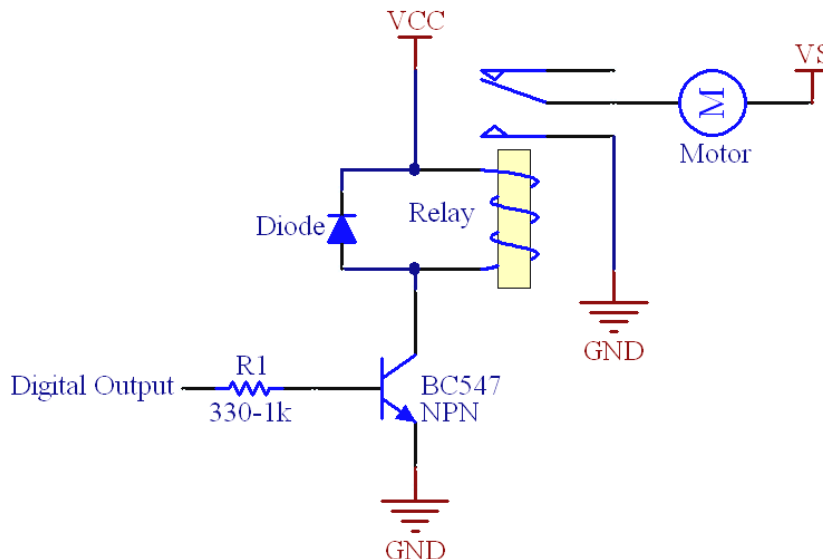 VCC
VS
M
Motor
Diode
Relay
GND
R1
Digital Output
330-1k
BC547
NPN
GND